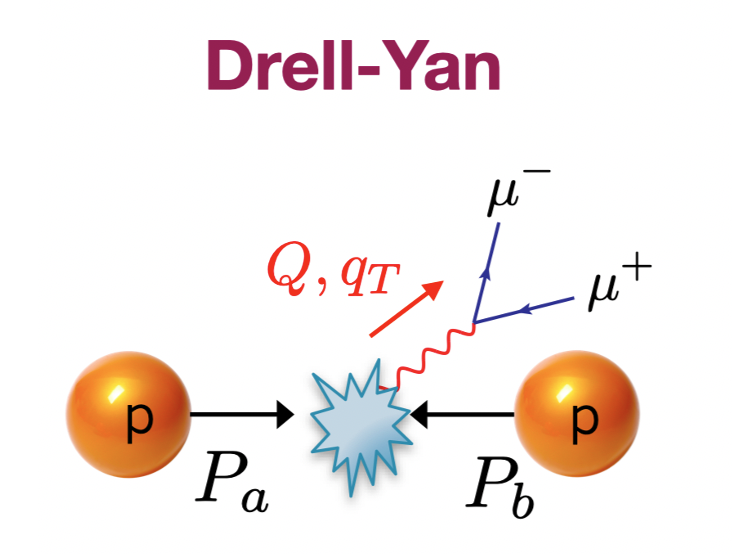 Drell-Yan
μ⁻
Q, q_T
μ⁺
p
p
P_a
P_b